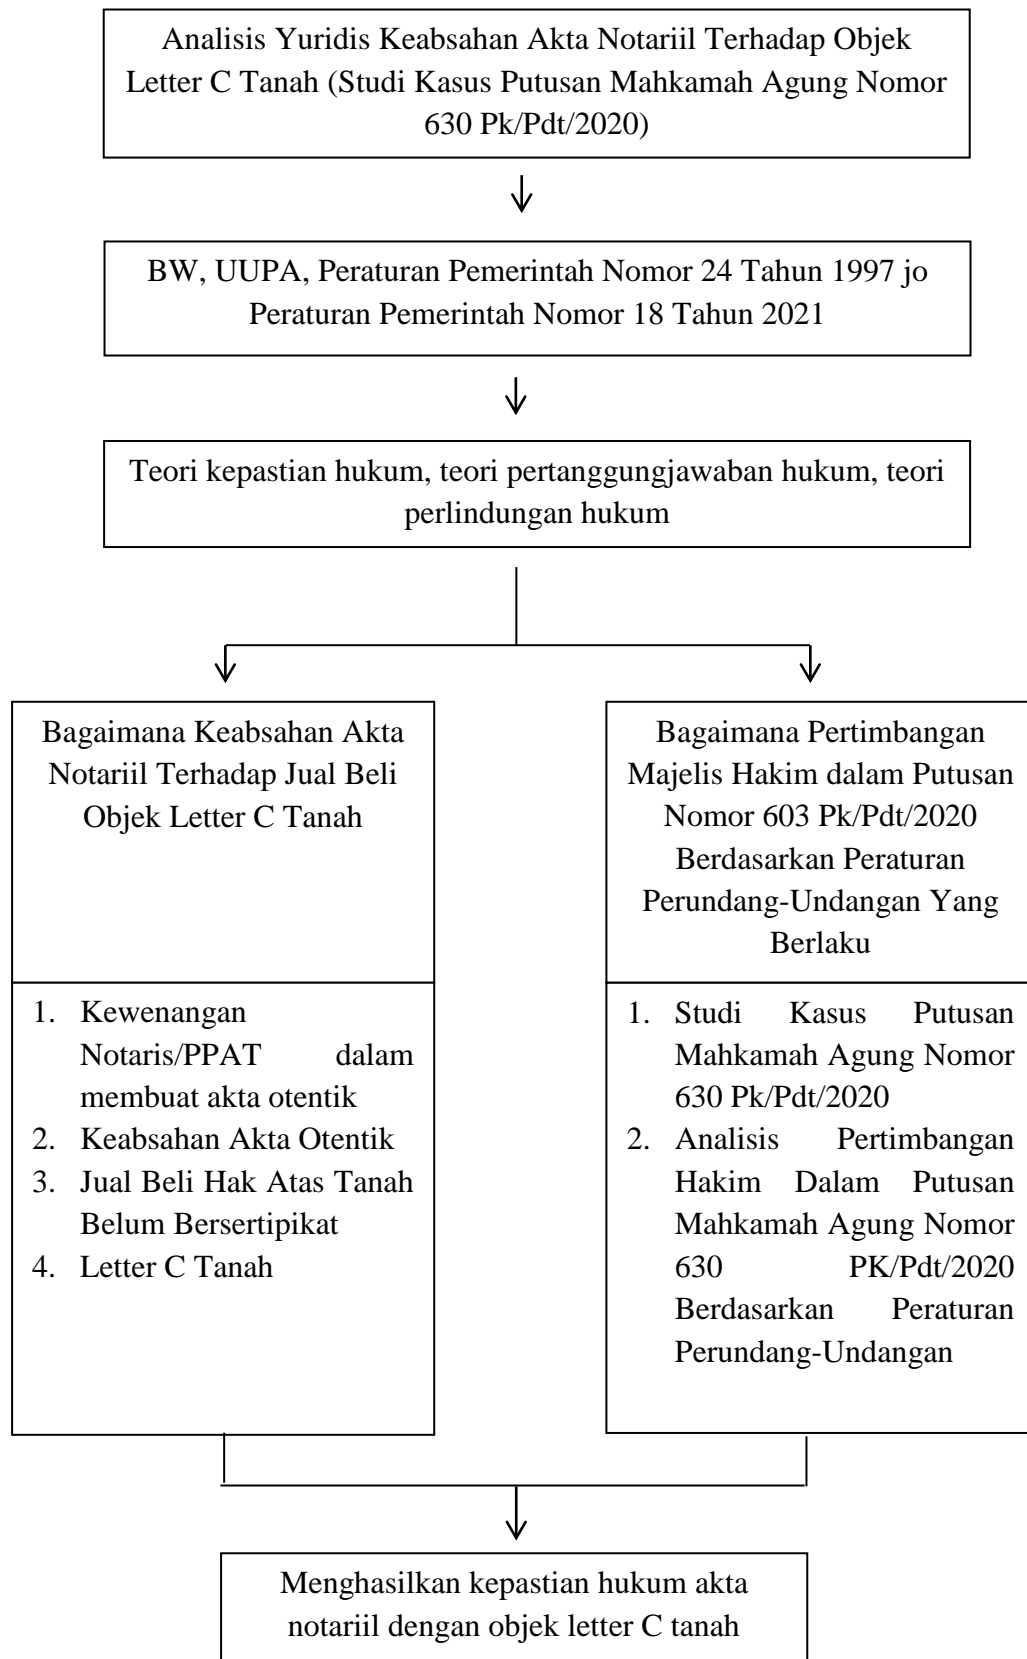 Analisis Yuridis Keabsahan Akta Notariil Terhadap Objek
Letter C Tanah (Studi Kasus Putusan Mahkamah Agung Nomor
630 Pk/Pdt/2020)
BW, UUPA, Peraturan Pemerintah Nomor 24 Tahun 1997 jo
Peraturan Pemerintah Nomor 18 Tahun 2021
Teori kepastian hukum, teori pertanggungjawaban hukum, teori
perlindungan hukum
Bagaimana Keabsahan Akta
Notariil Terhadap Jual Beli
Objek Letter C Tanah
1. Kewenangan
Notaris/PPAT dalam
membuat akta otentik
2. Keabsahan Akta Otentik
3. Jual Beli Hak Atas Tanah
Belum Bersertipikat
4. Letter C Tanah
Bagaimana Pertimbangan
Majelis Hakim dalam Putusan
Nomor 603 Pk/Pdt/2020
Berdasarkan Peraturan
Perundang-Undangan Yang
Berlaku
1. Studi Kasus Putusan
Mahkamah Agung Nomor
630 Pk/Pdt/2020
2. Analisis Pertimbangan
Hakim Dalam Putusan
Mahkamah Agung Nomor
630 PK/Pdt/2020
Berdasarkan Peraturan
Perundang-Undangan
Menghasilkan kepastian hukum akta
notariil dengan objek letter C tanah